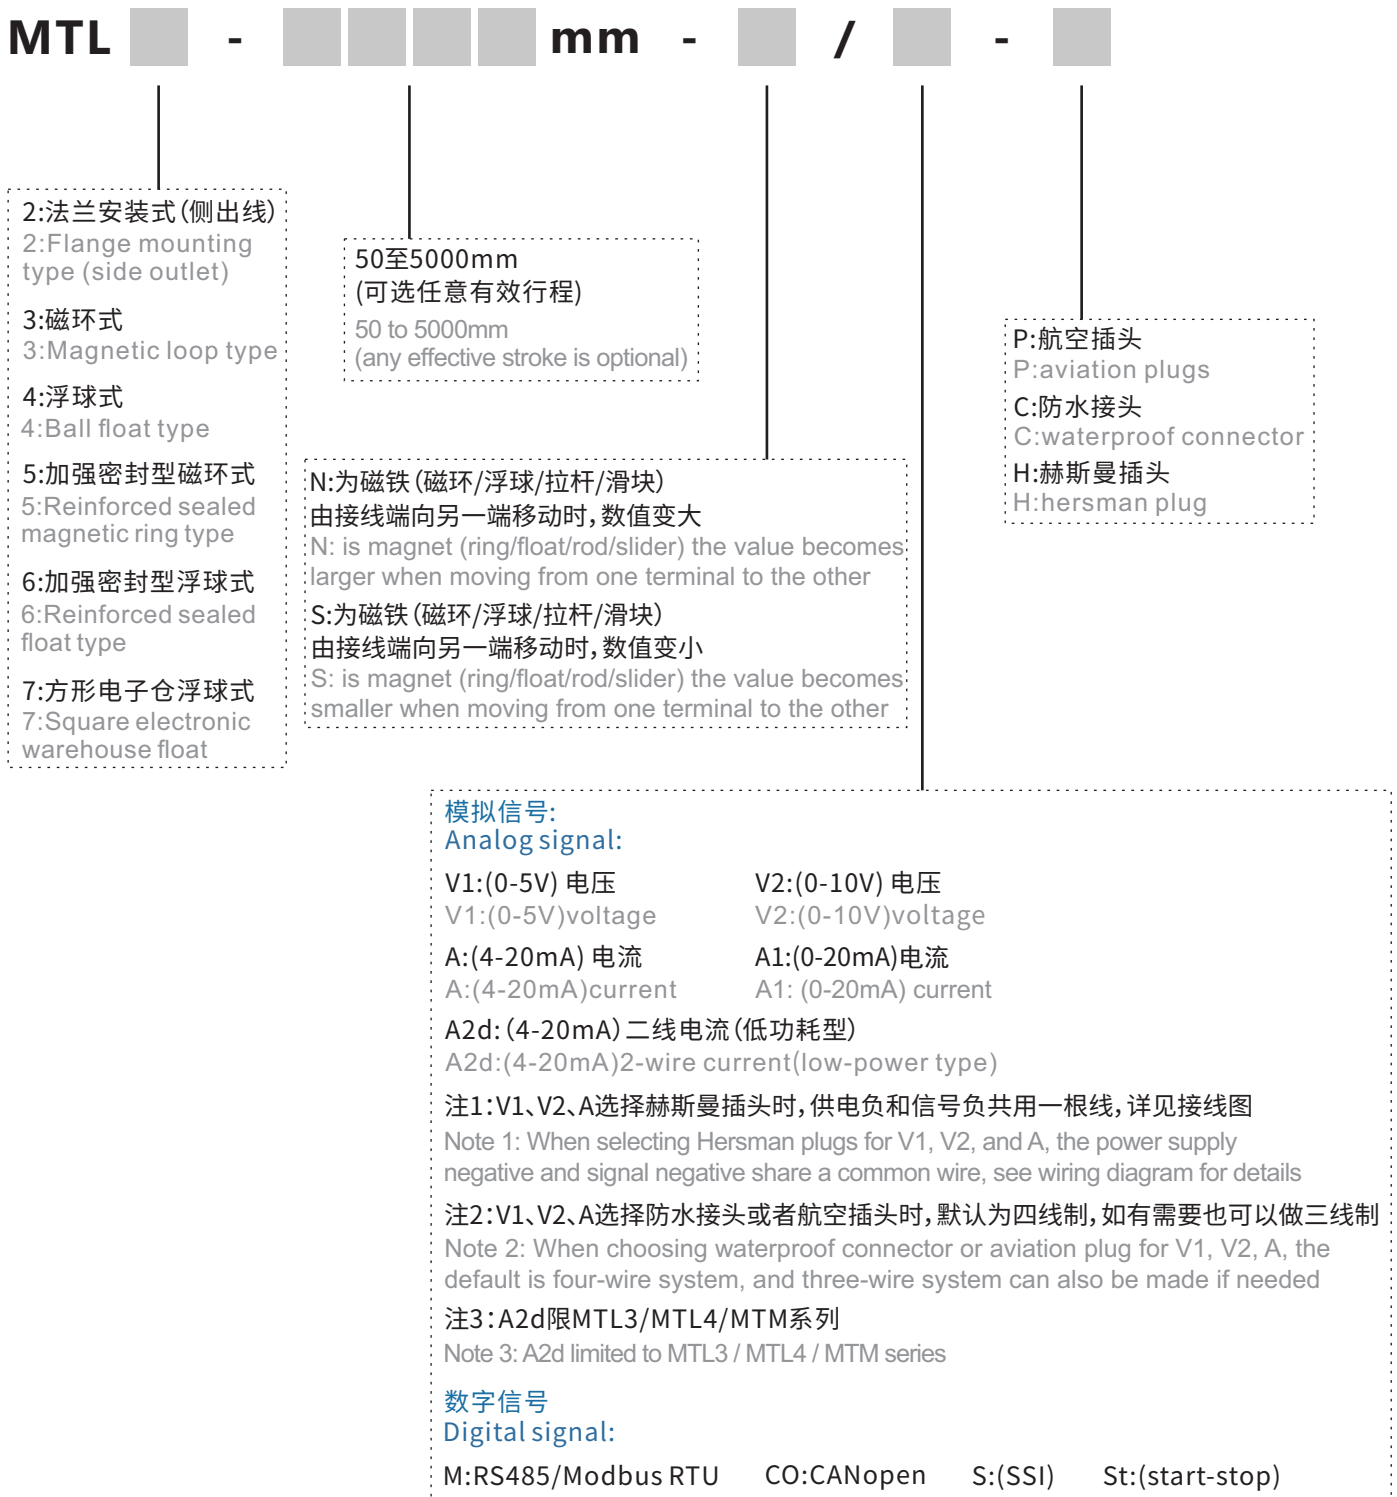 MTL - mm - / -
2:法兰安装式(侧出线)
2:Flange mounting
type (side outlet)
3:磁环式
3:Magnetic loop type
4:浮球式
4:Ball float type
5:加强密封型磁环式
5:Reinforced sealed
magnetic ring type
6:加强密封型浮球式
6:Reinforced sealed
float type
7:方形电子仓浮球式
7:Square electronic
warehouse float
50至5000mm
(可选任意有效行程)
50 to 5000mm
(any effective stroke is optional)
N:为磁铁(磁环/浮球/拉杆/滑块)
由接线端向另一端移动时,数值变大
N: is magnet (ring/float/rod/slider) the value becomes
larger when moving from one terminal to the other
S:为磁铁(磁环/浮球/拉杆/滑块)
由接线端向另一端移动时,数值变小
S: is magnet (ring/float/rod/slider) the value becomes
smaller when moving from one terminal to the other
P:航空插头
P:aviation plugs
C:防水接头
C:waterproof connector
H:赫斯曼插头
H:hersman plug
模拟信号:
Analog signal:
V1:(0-5V) 电压 V2:(0-10V) 电压
V1:(0-5V)voltage V2:(0-10V)voltage
A:(4-20mA) 电流 A1:(0-20mA)电流
A:(4-20mA)current A1: (0-20mA) current
A2d:(4-20mA)二线电流(低功耗型)
A2d:(4-20mA)2-wire current(low-power type)
注1:V1、V2、A选择赫斯曼插头时,供电负和信号负共用一根线,详见接线图
Note 1: When selecting Hersman plugs for V1, V2, and A, the power supply
negative and signal negative share a common wire, see wiring diagram for details
注2:V1、V2、A选择防水接头或者航空插头时,默认为四线制,如有需要也可以做三线制
Note 2: When choosing waterproof connector or aviation plug for V1, V2, A, the
default is four-wire system, and three-wire system can also be made if needed
注3:A2d限MTL3/MTL4/MTM系列
Note 3: A2d limited to MTL3 / MTL4 / MTM series
数字信号
Digital signal:
M:RS485/Modbus RTU CO:CANopen S:(SSI) St:(start-stop)